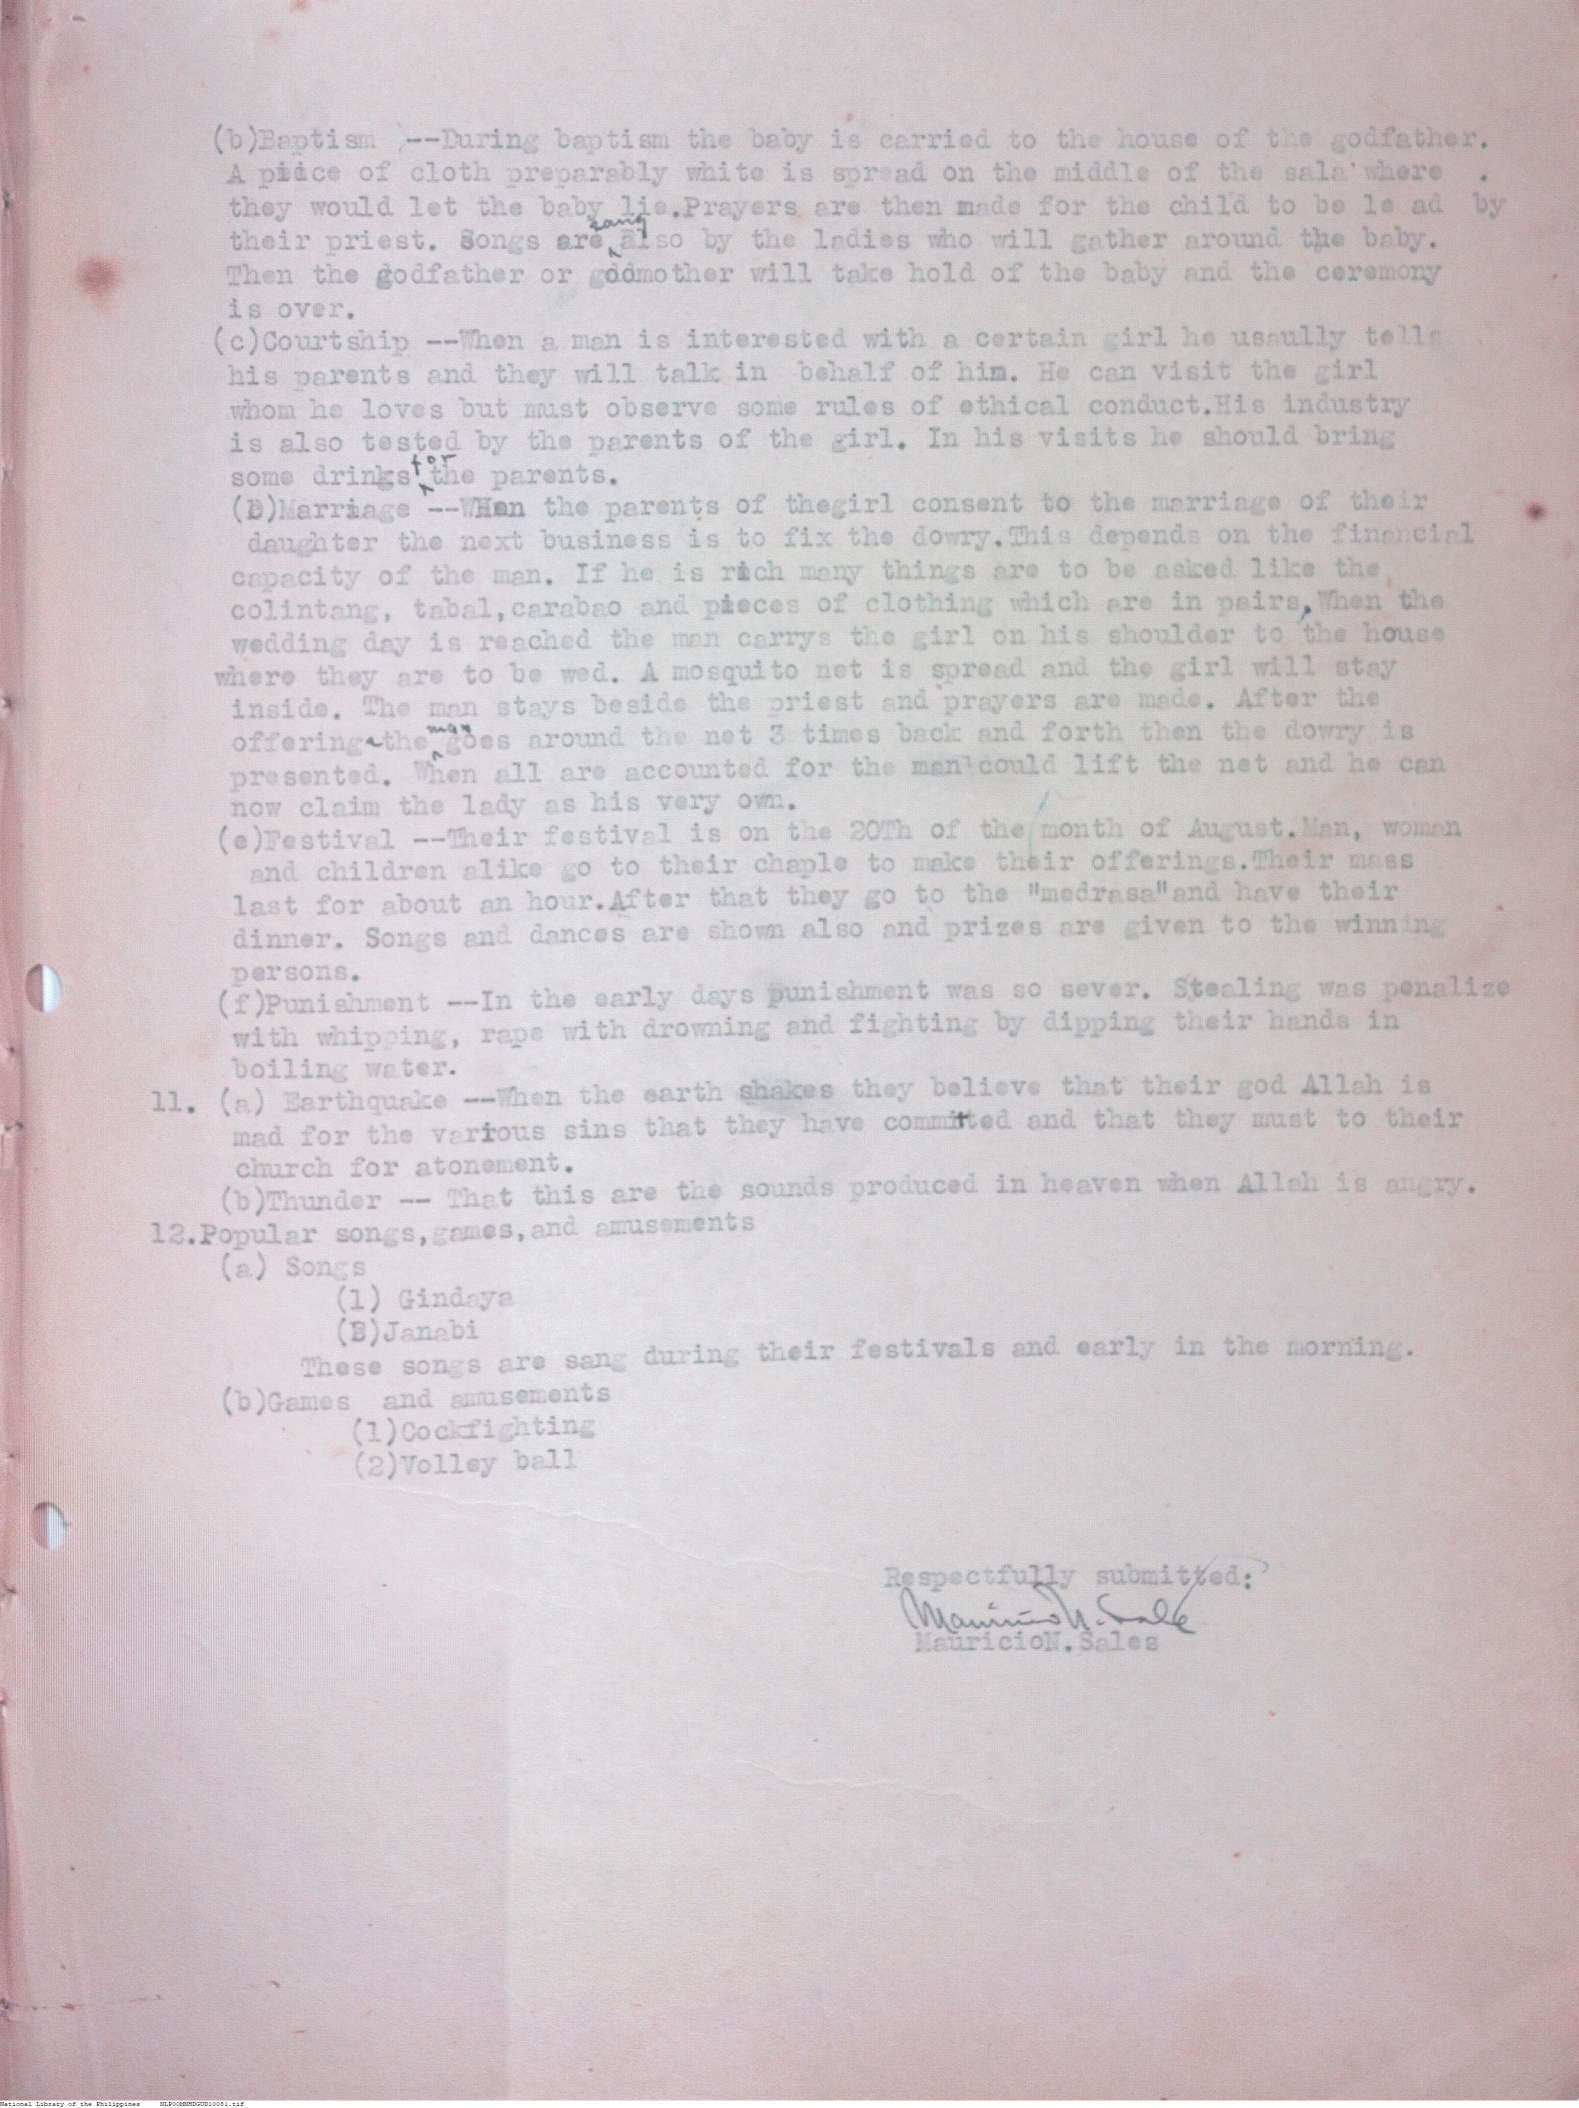 (b)Baptism --During baptism the baby is carried to the house of the godfather.
A piece of cloth preparably white is spread on the middle of the sala where .
they would let the baby lie.Prayers are then made for the child to be le ad by
their priest. Songs are sang also by the ladies who will gather around the baby.
Then the godfather or godmother will take hold of the baby and the ceremony
is over.
(c)Courtship --When a man is interested with a certain girl he usaully tells
his parents and they will talk in behalf of him. He can visit the girl
whom he loves but must observe some rules of ethical conduct.His industry
is also tested by the parents of the girl. In his visits he should bring
some drinks for the parents.
(D)Marriage --When the parents of thegirl consent to the marriage of their
daughter the next business is to fix the dowry.This depends on the financial
capacity of the man. If he is rich many things are to be asked like the
colintang, tabal,carabao and pieces of clothing which are in pairs,When the
wedding day is reached the man carrys the girl on his shoulder to the house
where they are to be wed. A mosquito net is spread and the girl will stay
inside. The man stays beside the priest and prayers are made. After the
offering the man goes around the net 3 times back and forth then the dowry is
presented. When all are accounted for the man could lift the net and he can
now claim the lady as his very own.
(e)Festival --Their festival is on the 20Th of the month of August.Man, woman
and children alike go to their chaple to make their offerings.Their mass
last for about an hour.After that they go to the "medrasa"and have their
dinner. Songs and dances are shown also and prizes are given to the winning
persons.
(f)Punishment --In the early days punishment was so sever. Stealing was penalize
with whipping, rape with drowning and fighting by dipping their hands in
boiling water.
11. (a) Earthquake --When the earth shakes they believe that their god Allah is
mad for the various sins that they have committed and that they must to their
church for atonement.
(b)Thunder -- That this are the sounds produced in heaven when Allah is angry.
12.Popular songs,games,and amusements
(a) Songs
(1) Gindaya
(2)Janabi
These songs are sang during their festivals and early in the morning.
(b)Games and amusements
(1)Cockfighting
(2)Volley ball
Respectfully submitted:
Mauricio N. Sales
MauricioN.Sales
National Library of the Philippines NLP00MNHDGUD10081.tif